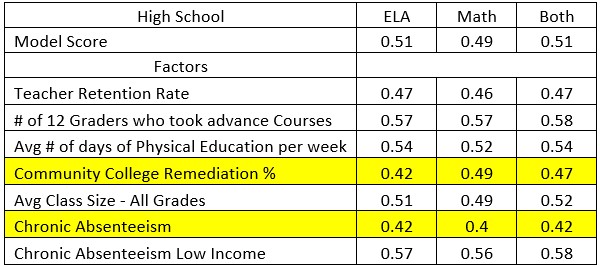 High School ELA Math Both
Model Score 0.51 0.49 0.51
Factors
Teacher Retention Rate 0.47 0.46 0.47
# of 12 Graders who took advance Courses 0.57 0.57 0.58
Avg # of days of Physical Education per week 0.54 0.52 0.54
Community College Remediation % 0.42 0.49 0.47
Avg Class Size - All Grades 0.51 0.49 0.52
Chronic Absenteeism 0.42 0.4 0.42
Chronic Absenteeism Low Income 0.57 0.56 0.58